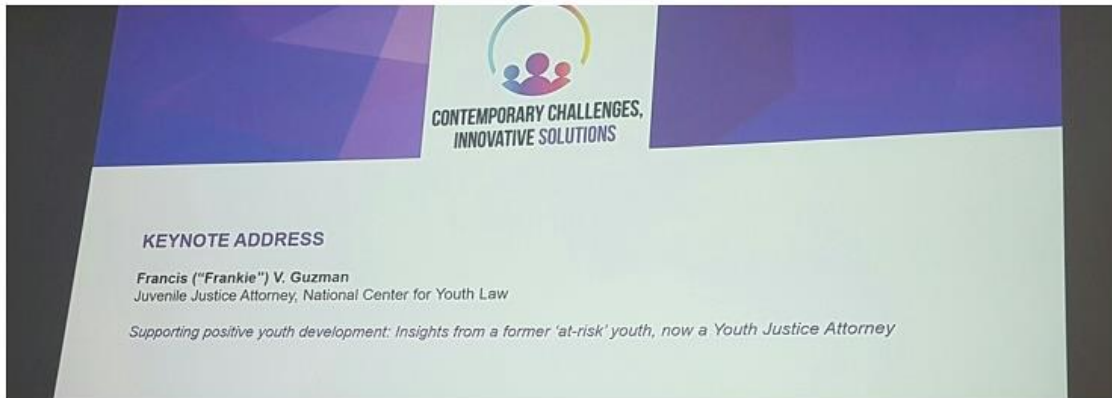 CONTEMPORARY CHALLENGES,
INNOVATIVE SOLUTIONS
KEYNOTE ADDRESS
Francis ("Frankie") V. Guzman
Juvenile Justice Attorney, National Center for Youth Law
Supporting positive youth development: Insights from a former 'at-risk' youth, now a Youth Justice Attorney